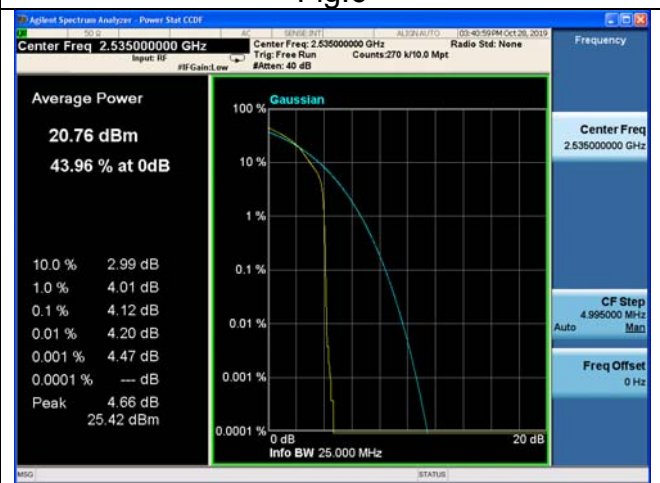 Agilent Spectrum Analyzer - Power Stat CCDF
50 Ω AC SENSE:INT ALIGN AUTO 03:40:59 PM Oct 28, 2019
Center Freq 2.535000000 GHz
Input: RF
#IFGain:Low
Center Freq: 2.535000000 GHz
Radio Std: None
Trig: Free Run
Counts:270 k/10.0 Mpt
#Atten: 40 dB
Frequency
Average Power
20.76 dBm
43.96 % at 0dB
10.0 % 2.99 dB
1.0 % 4.01 dB
0.1 % 4.12 dB
0.01 % 4.20 dB
0.001 % 4.47 dB
0.0001 % --- dB
Peak 4.66 dB
25.42 dBm
Gaussian
100 %
10 %
1 %
0.1 %
0.01 %
0.001 %
0.0001 %
0 dB
20 dB
Info BW 25.000 MHz
Center Freq
2.535000000 GHz
CF Step
4.995000 MHz
Auto Man
Freq Offset
0 Hz
MSG
STATUS